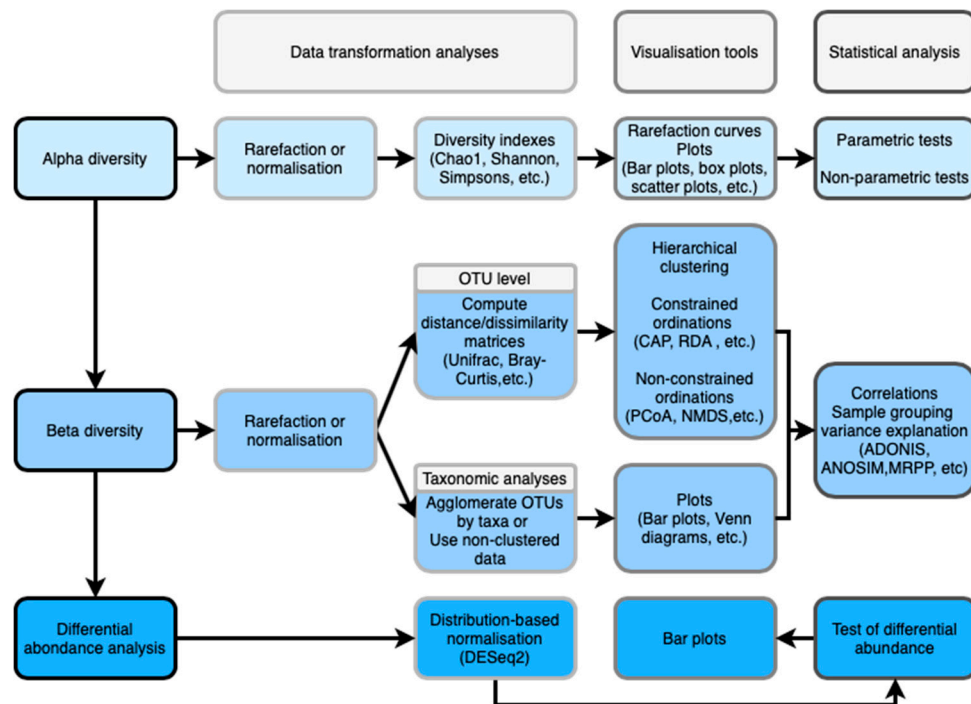 Data transformation analyses
Visualisation tools
Statistical analysis
Alpha diversity
Rarefaction or
normalisation
Diversity indexes
(Chao1, Shannon,
Simpsons, etc.)
Rarefaction curves
Plots
(Bar plots, box plots,
scatter plots, etc.)
Parametric tests
Non-parametric tests
Beta diversity
Rarefaction or
normalisation
OTU level
Compute
distance/dissimilarity
matrices
(Unifrac, Bray-
Curtis,etc.)
Hierarchical
clustering
Constrained
ordinations
(CAP, RDA , etc.)
Non-constrained
ordinations
(PCoA, NMDS,etc.)
Taxonomic analyses
Agglomerate OTUs
by taxa or
Use non-clustered
data
Plots
(Bar plots, Venn
diagrams, etc.)
Correlations
Sample grouping
variance explanation
(ADONIS,
ANOSIM,MRPP, etc)
Differential
abondance analysis
Distribution-based
normalisation
(DESeq2)
Bar plots
Test of differential
abundance